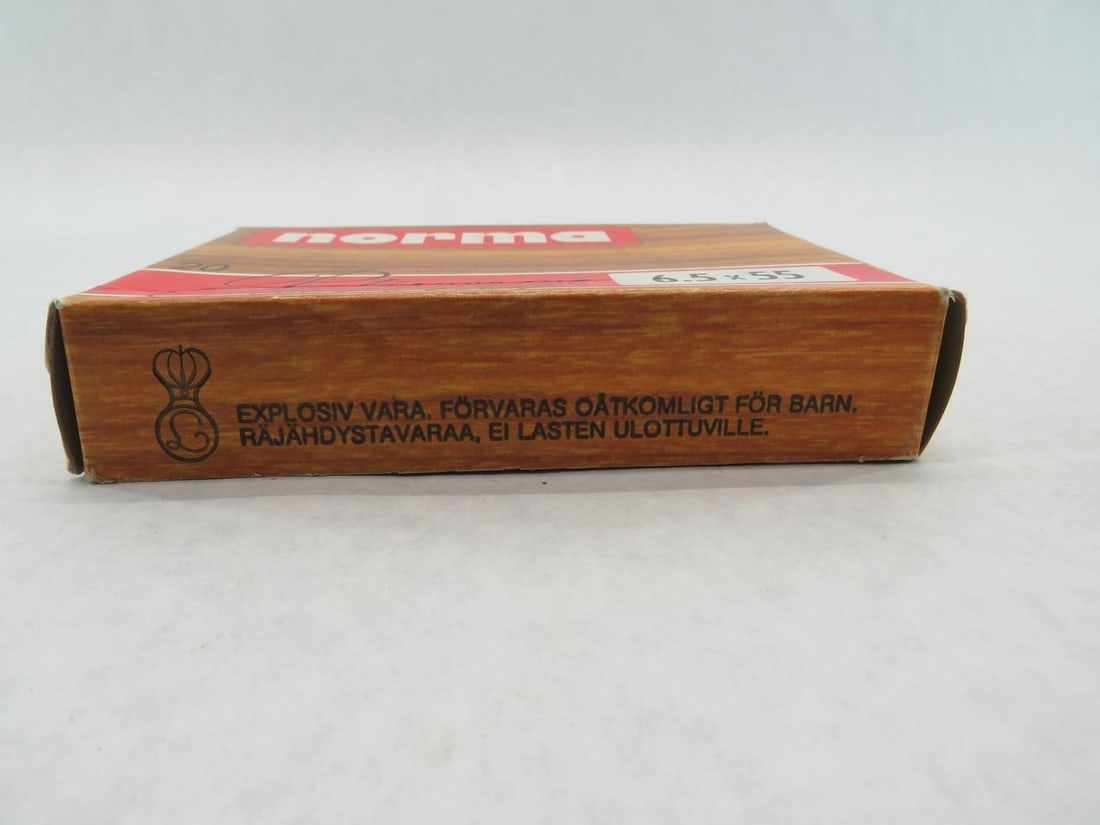 norma
20
6.5 x 55
EXPLOSIV VARA. FÖRVARAS OÅTKOMLIGT FÖR BARN.
RÄJÄHDYSTAVARAA, EI LASTEN ULOTTUVILLE.